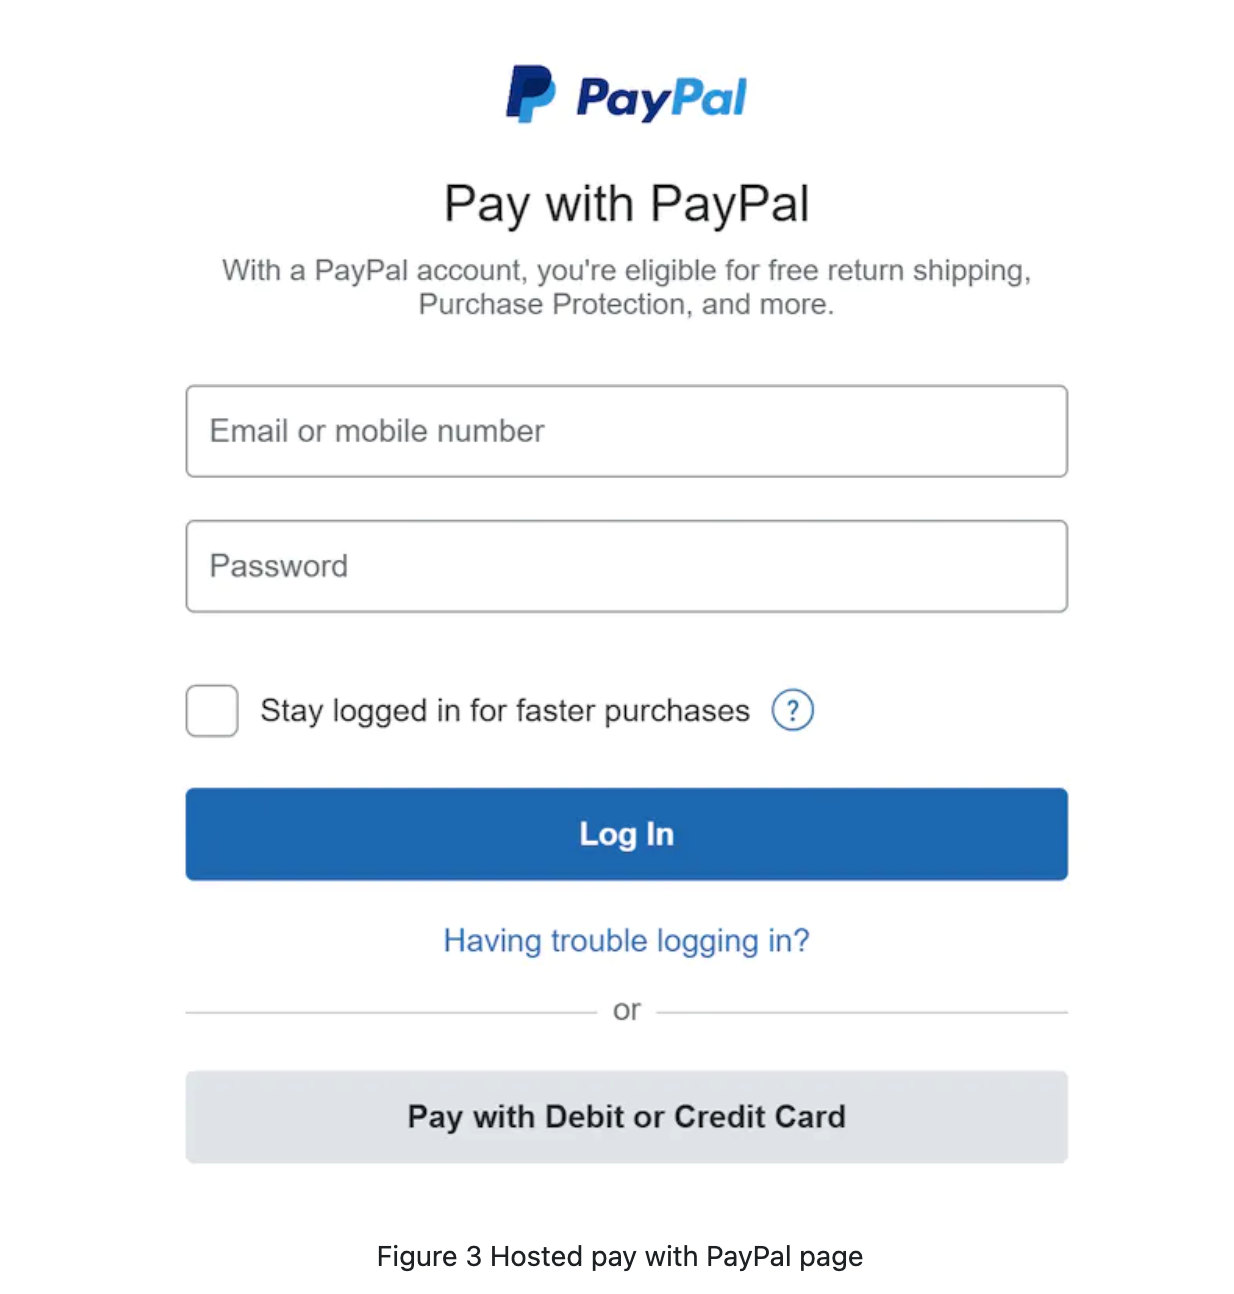 PayPal
Pay with PayPal
With a PayPal account, you're eligible for free return shipping,
Purchase Protection, and more.
Email or mobile number
Password
Stay logged in for faster purchases ?
Log In
Having trouble logging in?
or
Pay with Debit or Credit Card
Figure 3 Hosted pay with PayPal page